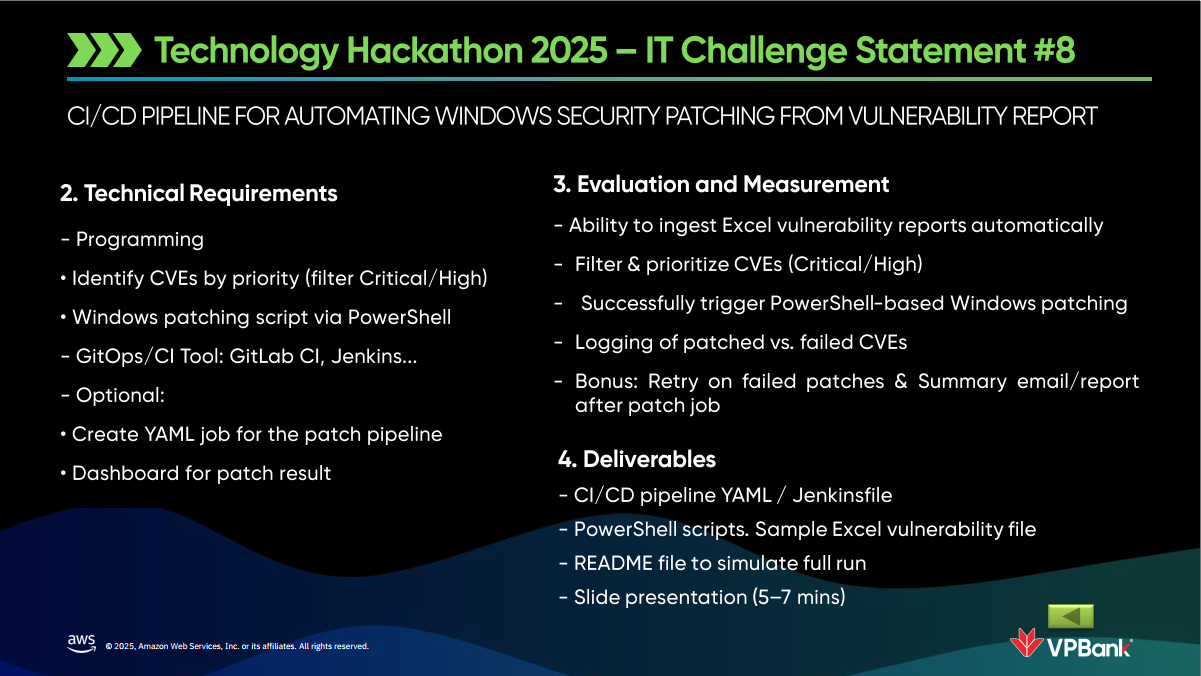 Technology Hackathon 2025 – IT Challenge Statement #8
CI/CD PIPELINE FOR AUTOMATING WINDOWS SECURITY PATCHING FROM VULNERABILITY REPORT
2. Technical Requirements
- Programming
• Identify CVEs by priority (filter Critical/High)
• Windows patching script via PowerShell
- GitOps/CI Tool: GitLab CI, Jenkins...
- Optional:
• Create YAML job for the patch pipeline
• Dashboard for patch result
3. Evaluation and Measurement
- Ability to ingest Excel vulnerability reports automatically
- Filter & prioritize CVEs (Critical/High)
- Successfully trigger PowerShell-based Windows patching
- Logging of patched vs. failed CVEs
- Bonus: Retry on failed patches & Summary email/report
after patch job
4. Deliverables
- CI/CD pipeline YAML / Jenkinsfile
- PowerShell scripts. Sample Excel vulnerability file
- README file to simulate full run
- Slide presentation (5–7 mins)
aws
© 2025, Amazon Web Services, Inc. or its affiliates. All rights reserved.
VPBank